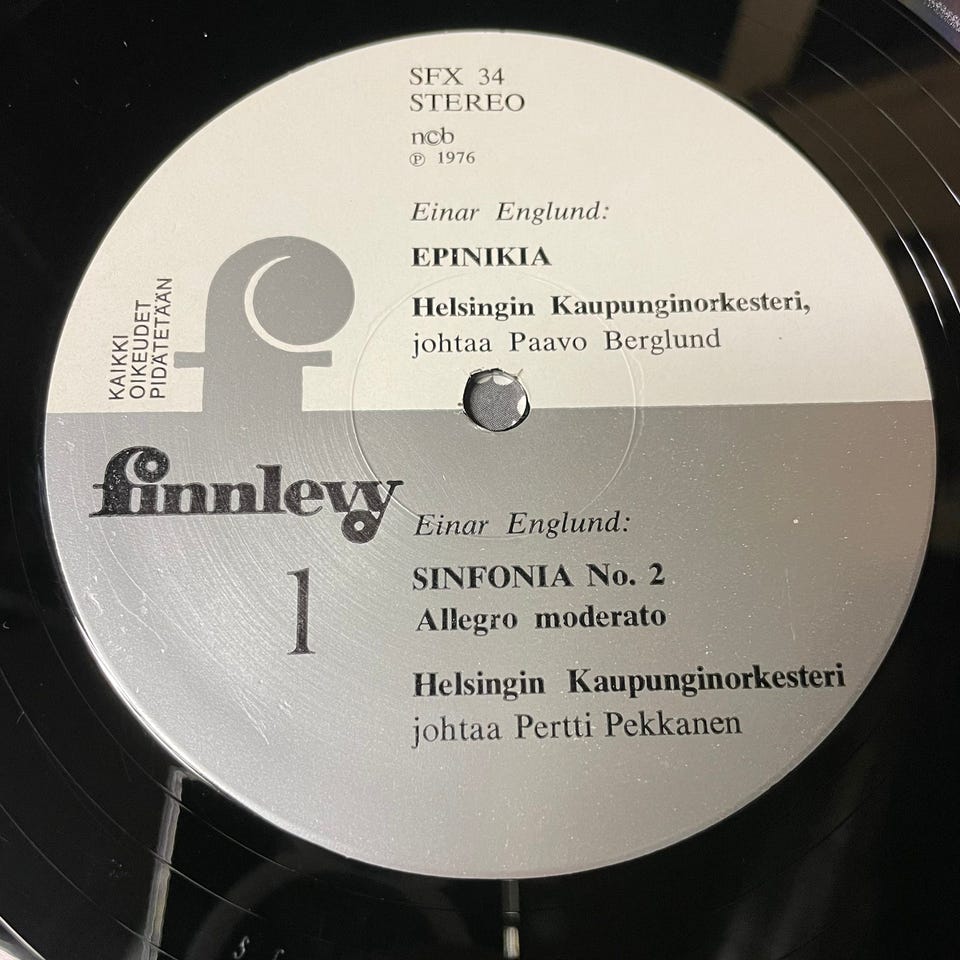 SFX 34
STEREO
n©b
℗ 1976
Einar Englund:
EPINIKIA
Helsingin Kaupunginorkesteri,
johtaa Paavo Berglund
KAIKKI
OIKEUDET
PIDÄTETÄÄN
f
finnlevy
1
Einar Englund:
SINFONIA No. 2
Allegro moderato
Helsingin Kaupunginorkesteri
johtaa Pertti Pekkanen